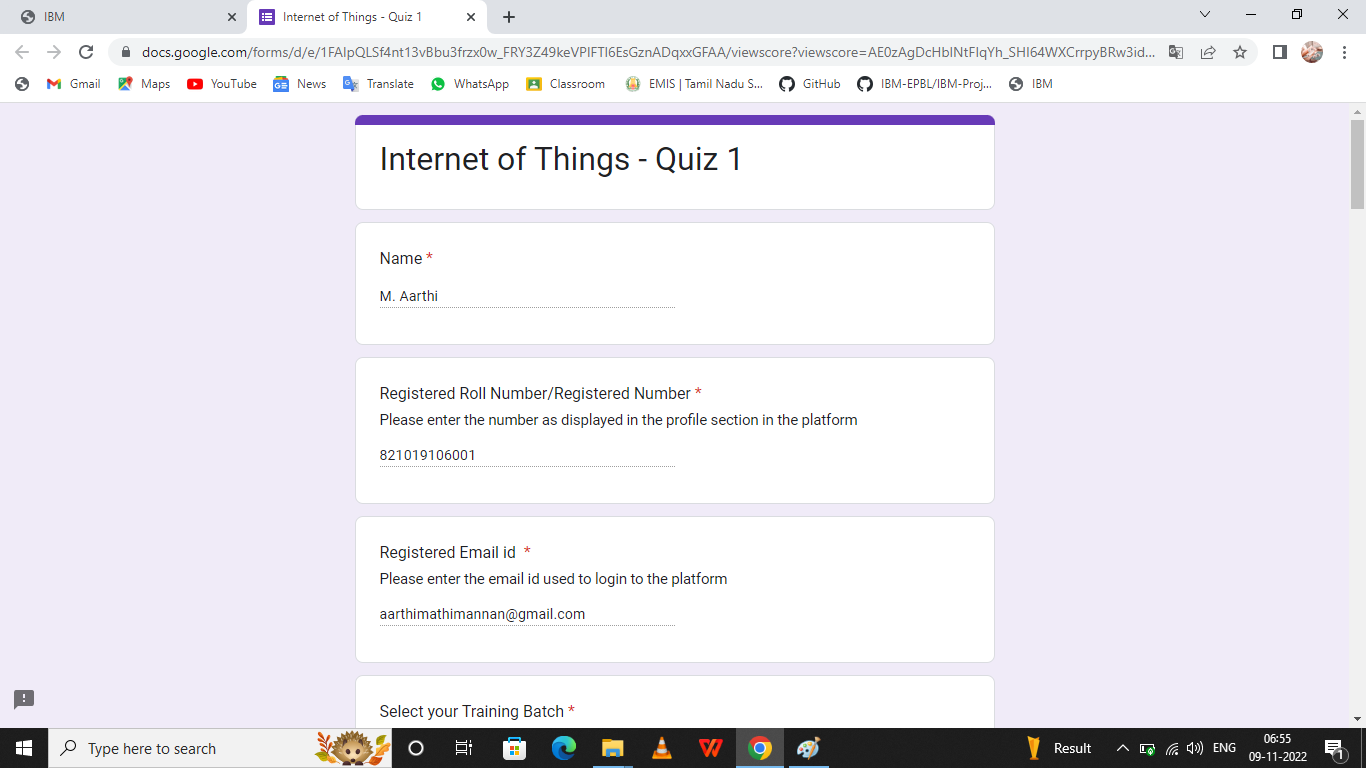 IBM
Internet of Things - Quiz 1
docs.google.com/forms/d/e/1FAIpQLSf4nt13vBbu3frzx0w_FRY3Z49keVPIFTI6EsGznADqxxGFAA/viewscore?viewscore=AE0zAgDcHbINtFIqYh_SHI64WXCrrpyBRw3id...
Gmail
Maps
YouTube
News
Translate
WhatsApp
Classroom
EMIS | Tamil Nadu S...
GitHub
IBM-EPBL/IBM-Proj...
IBM
Internet of Things - Quiz 1
Name *
M. Aarthi
Registered Roll Number/Registered Number *
Please enter the number as displayed in the profile section in the platform
821019106001
Registered Email id *
Please enter the email id used to login to the platform
aarthimathimannan@gmail.com
Select your Training Batch *
Type here to search
Result
ENG
06:55
09-11-2022
1